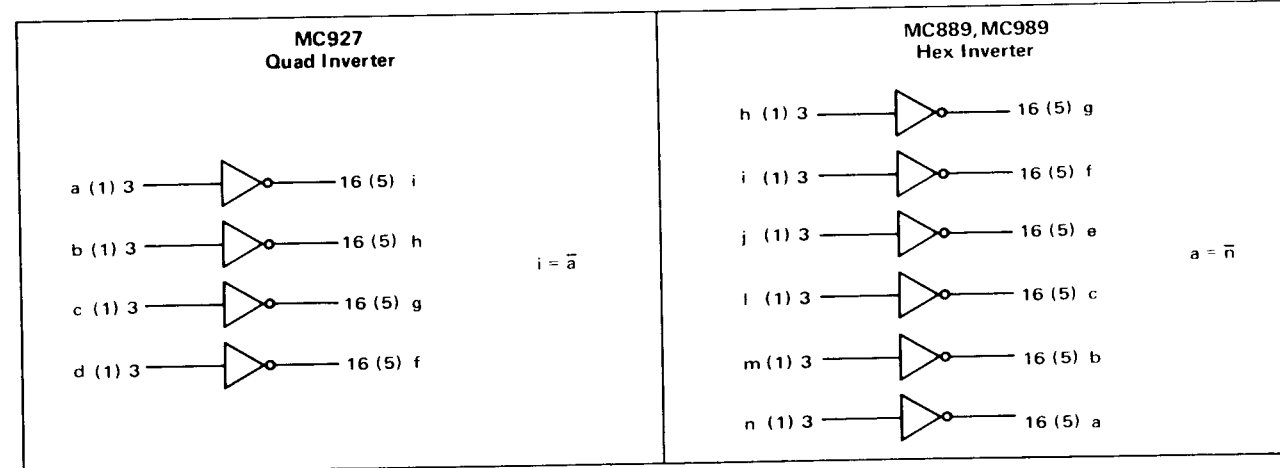 MC927
Quad Inverter
a (1) 3 16 (5) i
b (1) 3 16 (5) h
c (1) 3 16 (5) g
d (1) 3 16 (5) f
i = a̅
MC889, MC989
Hex Inverter
h (1) 3 16 (5) g
i (1) 3 16 (5) f
j (1) 3 16 (5) e
l (1) 3 16 (5) c
m (1) 3 16 (5) b
n (1) 3 16 (5) a
a = n̅